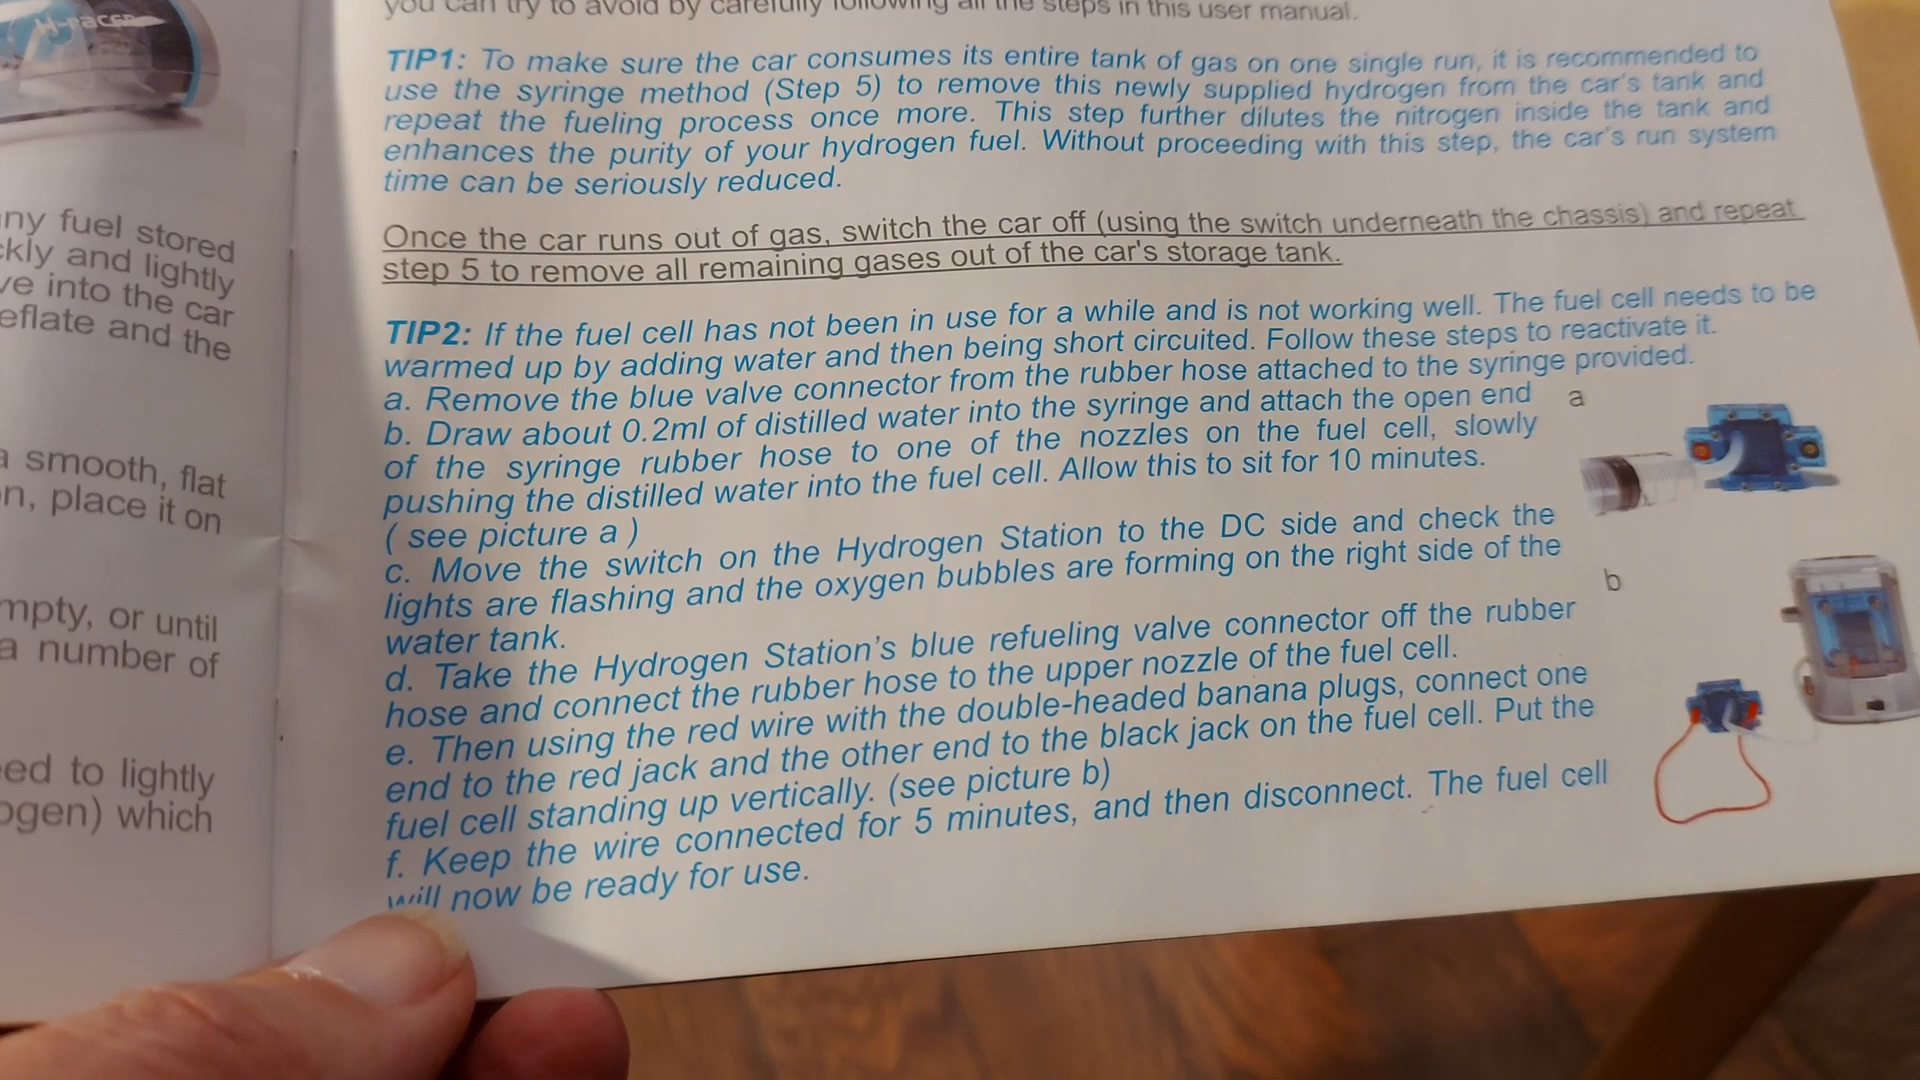 H-racer
ny fuel stored
ckly and lightly
ve into the car
eflate and the
a smooth, flat
on, place it on
mpty, or until
a number of
ed to lightly
ogen) which
you can try to avoid by carefully following all the steps in this user manual.
TIP1: To make sure the car consumes its entire tank of gas on one single run, it is recommended to
use the syringe method (Step 5) to remove this newly supplied hydrogen from the car's tank and
repeat the fueling process once more. This step further dilutes the nitrogen inside the tank and
enhances the purity of your hydrogen fuel. Without proceeding with this step, the car's run system
time can be seriously reduced.
Once the car runs out of gas, switch the car off (using the switch underneath the chassis) and repeat
step 5 to remove all remaining gases out of the car's storage tank.
TIP2: If the fuel cell has not been in use for a while and is not working well. The fuel cell needs to be
warmed up by adding water and then being short circuited. Follow these steps to reactivate it.
a. Remove the blue valve connector from the rubber hose attached to the syringe provided.
b. Draw about 0.2ml of distilled water into the syringe and attach the open end
of the syringe rubber hose to one of the nozzles on the fuel cell, slowly
pushing the distilled water into the fuel cell. Allow this to sit for 10 minutes.
( see picture a )
c. Move the switch on the Hydrogen Station to the DC side and check the
lights are flashing and the oxygen bubbles are forming on the right side of the
water tank.
d. Take the Hydrogen Station's blue refueling valve connector off the rubber
hose and connect the rubber hose to the upper nozzle of the fuel cell.
e. Then using the red wire with the double-headed banana plugs, connect one
end to the red jack and the other end to the black jack on the fuel cell. Put the
fuel cell standing up vertically. (see picture b)
f. Keep the wire connected for 5 minutes, and then disconnect. The fuel cell
will now be ready for use.
a
b